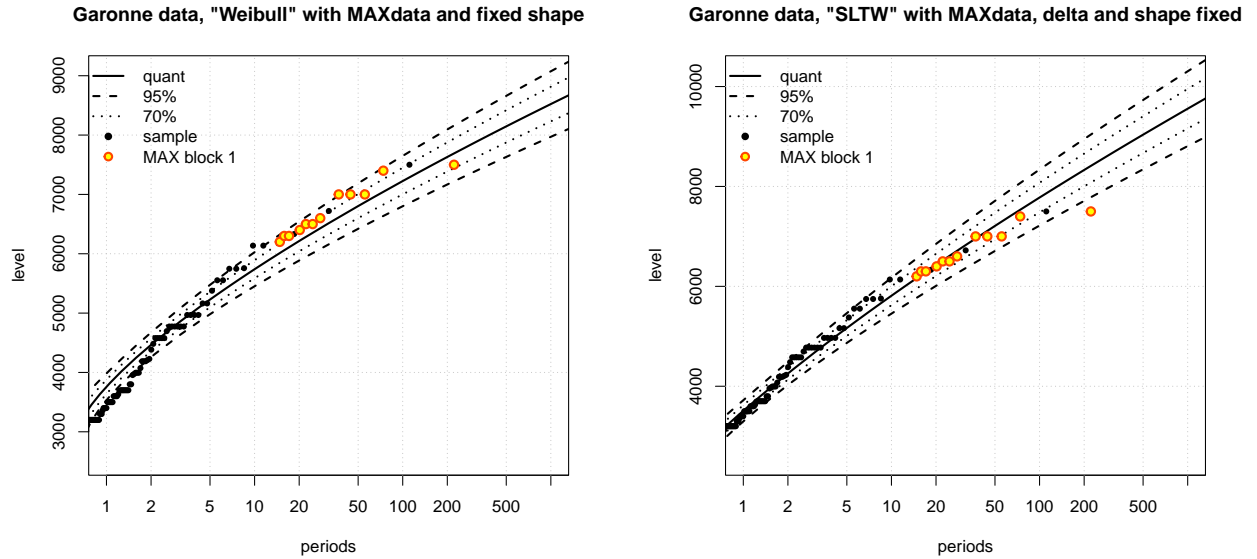 Garonne data, "Weibull" with MAXdata and fixed shape
level
9000
8000
7000
6000
5000
4000
3000
quant
95%
70%
sample
MAX block 1
1 2 5 10 20 50 100 200 500
periods
Garonne data, "SLTW" with MAXdata, delta and shape fixed
level
10000
8000
6000
4000
quant
95%
70%
sample
MAX block 1
1 2 5 10 20 50 100 200 500
periods